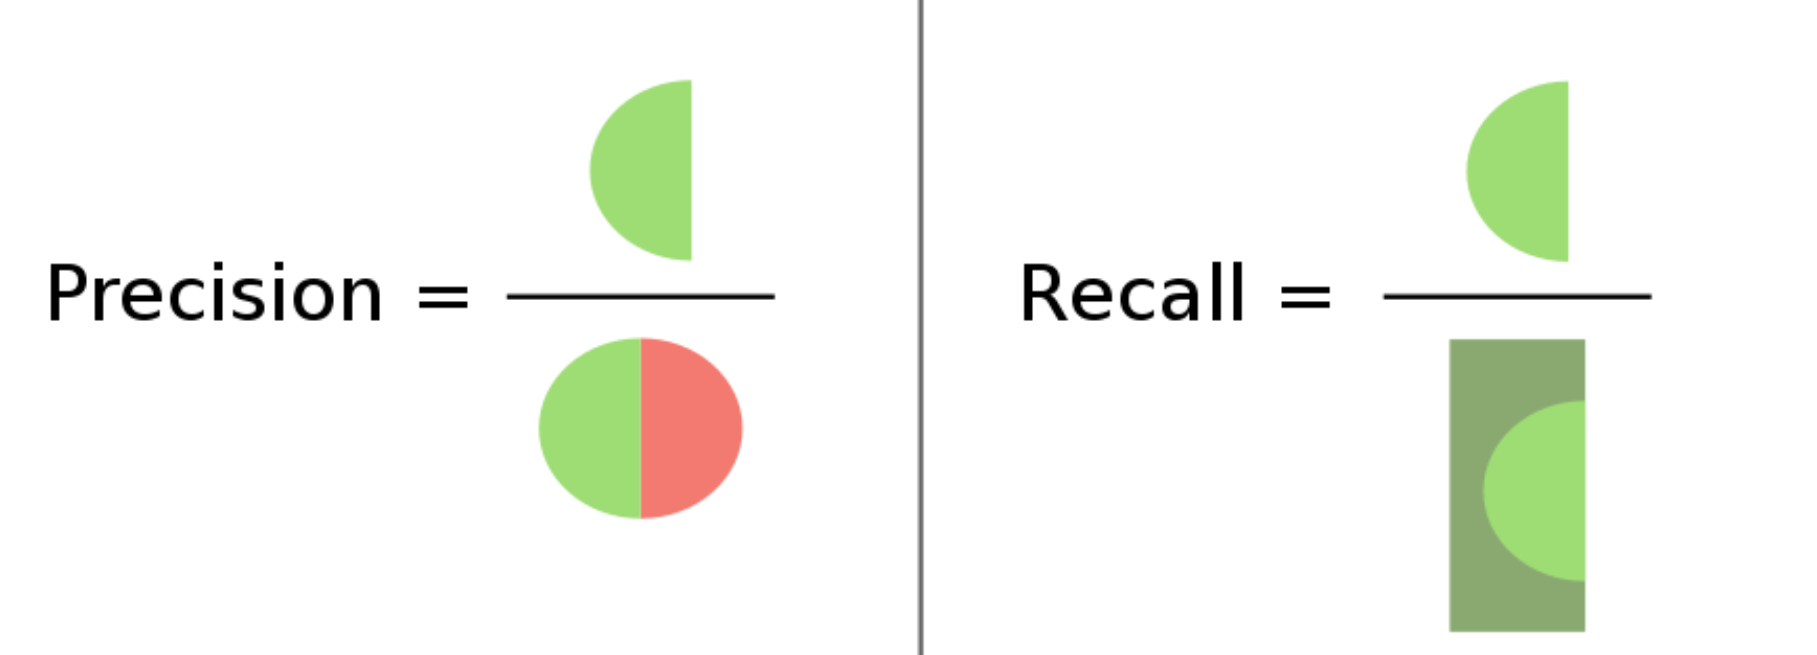 Precision =
Recall =